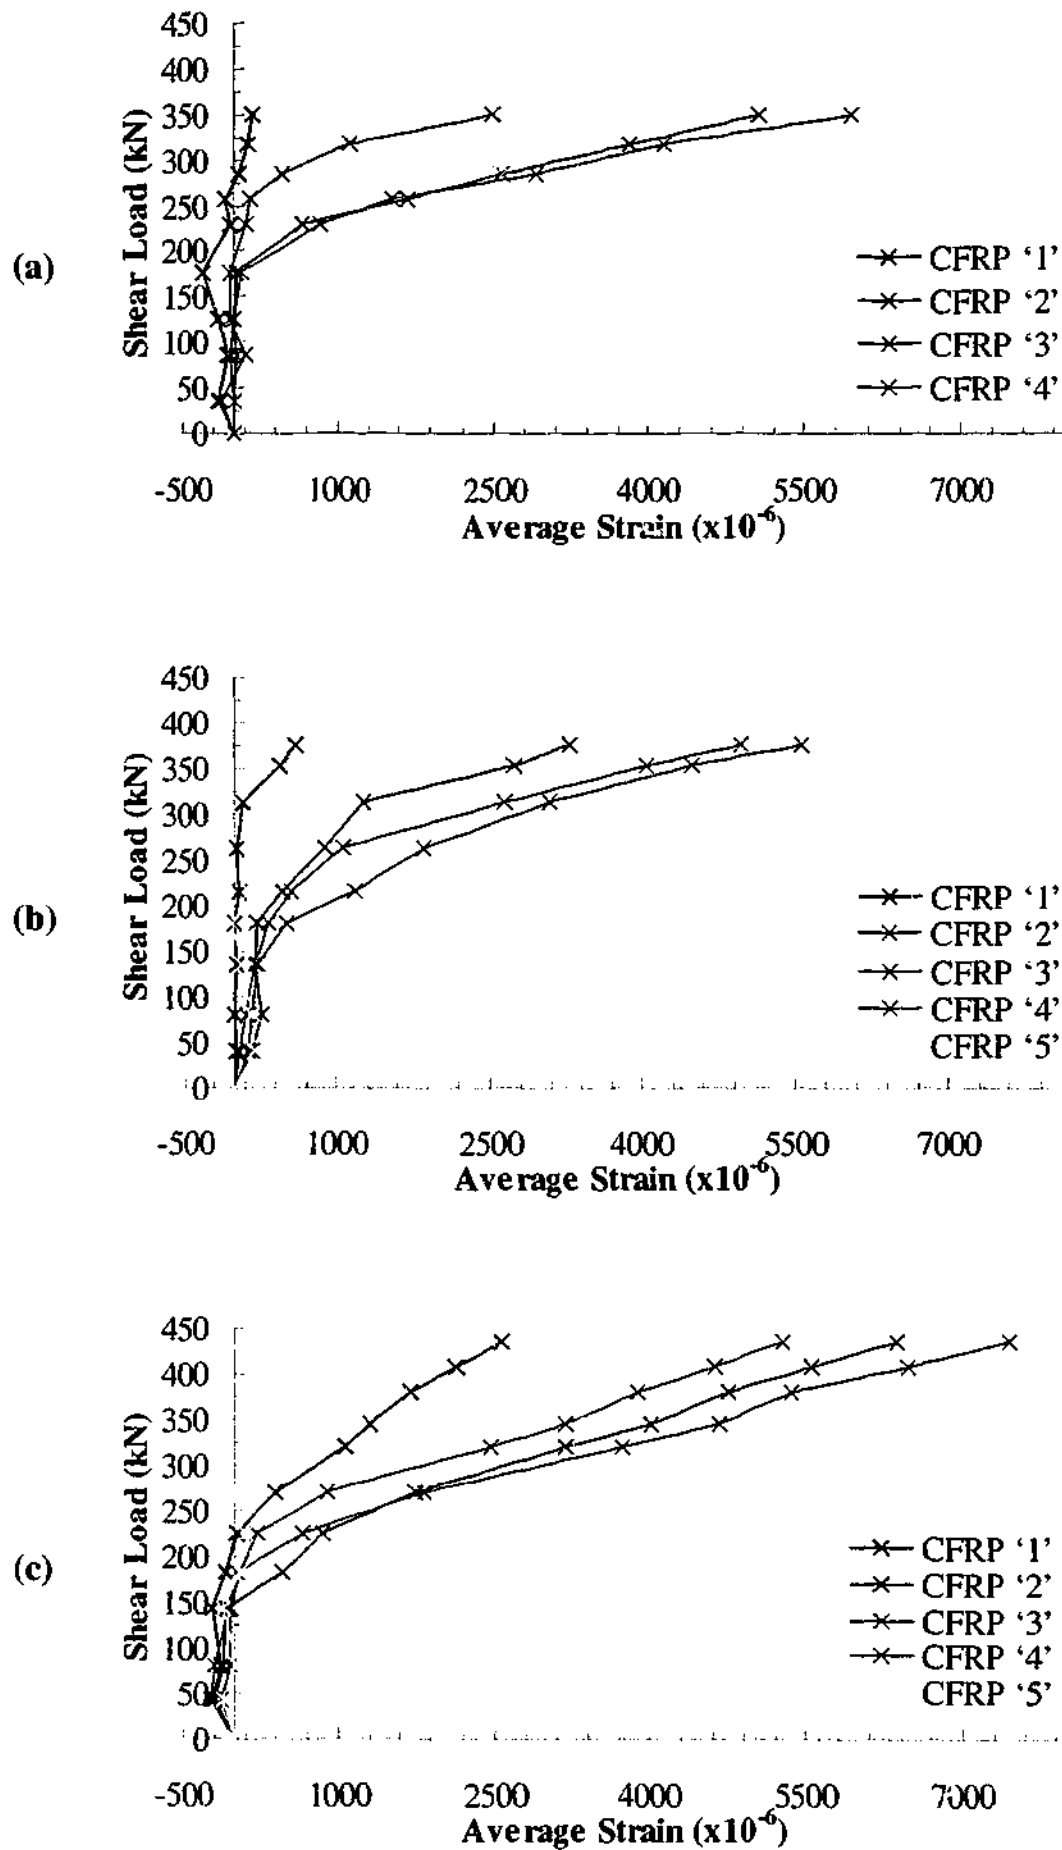 450
400
350
300
250
200
150
100
50
0
Shear Load (kN)
(a)
CFRP ‘1’
CFRP ‘2’
CFRP ‘3’
CFRP ‘4’
-500 1000 2500 4000 5500 7000
Average Strain (x10⁻⁶)
450
400
350
300
250
200
150
100
50
0
Shear Load (kN)
(b)
CFRP ‘1’
CFRP ‘2’
CFRP ‘3’
CFRP ‘4’
CFRP ‘5’
-500 1000 2500 4000 5500 7000
Average Strain (x10⁻⁶)
450
400
350
300
250
200
150
100
50
0
Shear Load (kN)
(c)
CFRP ‘1’
CFRP ‘2’
CFRP ‘3’
CFRP ‘4’
CFRP ‘5’
-500 1000 2500 4000 5500 7000
Average Strain (x10⁻⁶)